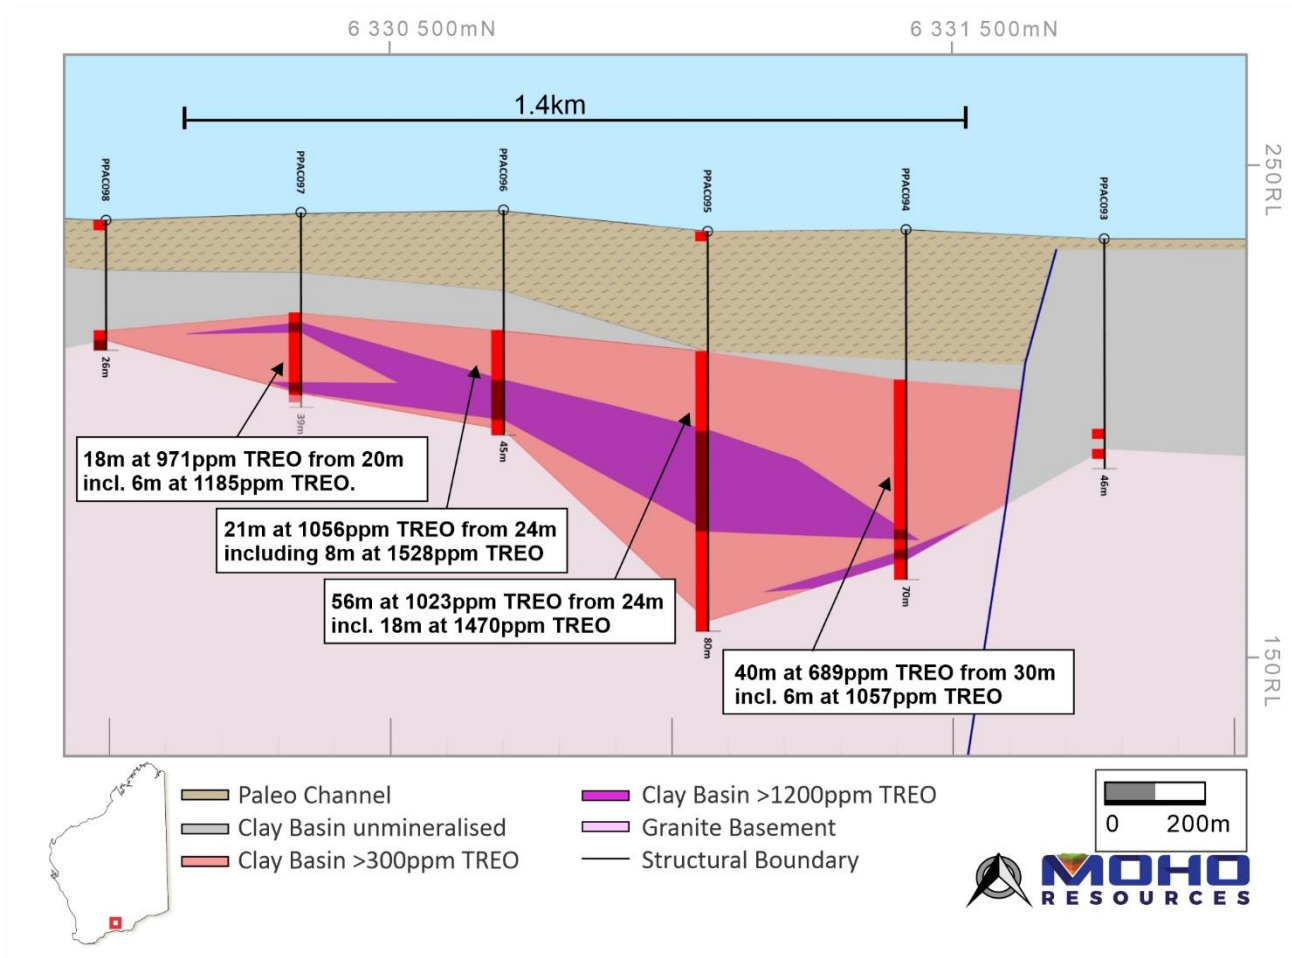 6 330 500mN
6 331 500mN
1.4km
250RL
PPAC098
PPAC097
PPAC096
PPAC095
PPAC094
PPAC093
26m
39m
45m
80m
70m
46m
18m at 971ppm TREO from 20m
incl. 6m at 1185ppm TREO.
21m at 1056ppm TREO from 24m
including 8m at 1528ppm TREO
56m at 1023ppm TREO from 24m
incl. 18m at 1470ppm TREO
40m at 689ppm TREO from 30m
incl. 6m at 1057ppm TREO
150RL
Paleo Channel
Clay Basin unmineralised
Clay Basin >300ppm TREO
Clay Basin >1200ppm TREO
Granite Basement
Structural Boundary
0 200m
MOHO
RESOURCES